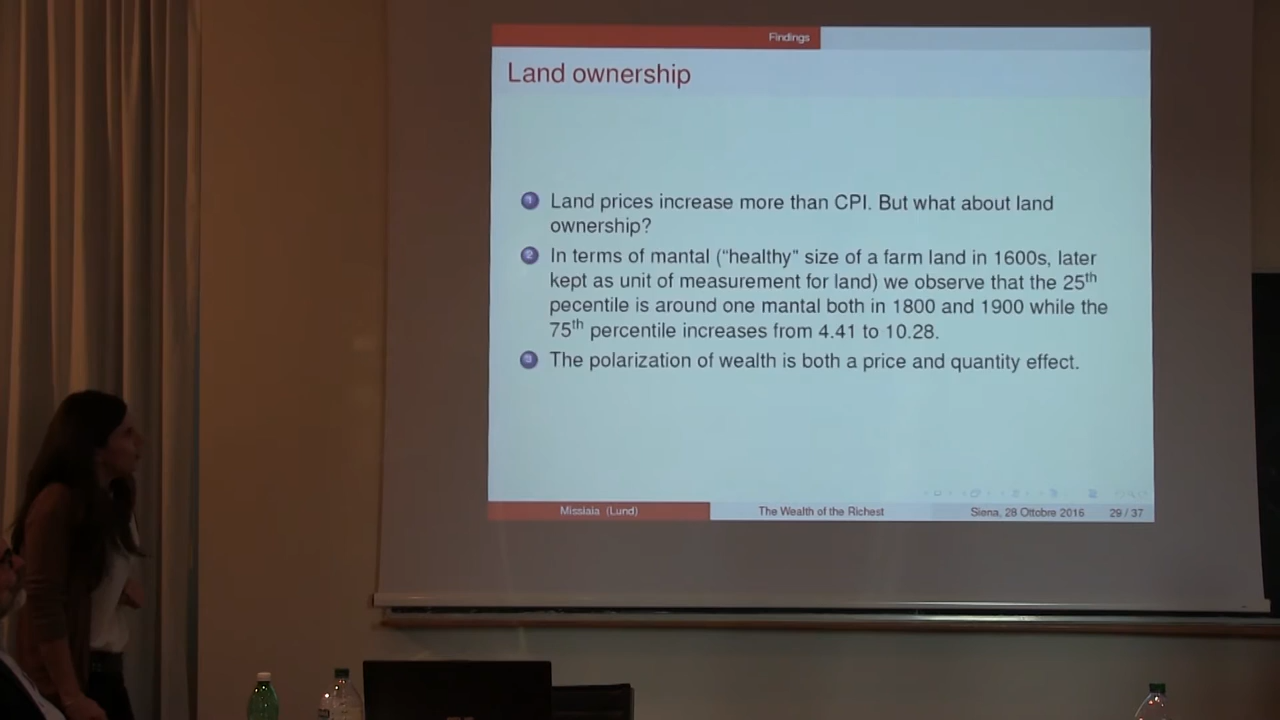 Findings
Land ownership
1 Land prices increase more than CPI. But what about land
ownership?
2 In terms of mantal ("healthy" size of a farm land in 1600s, later
kept as unit of measurement for land) we observe that the 25th
pecentile is around one mantal both in 1800 and 1900 while the
75th percentile increases from 4.41 to 10.28.
3 The polarization of wealth is both a price and quantity effect.
Missiaia (Lund) The Wealth of the Richest Siena, 28 Ottobre 2016 29 / 37